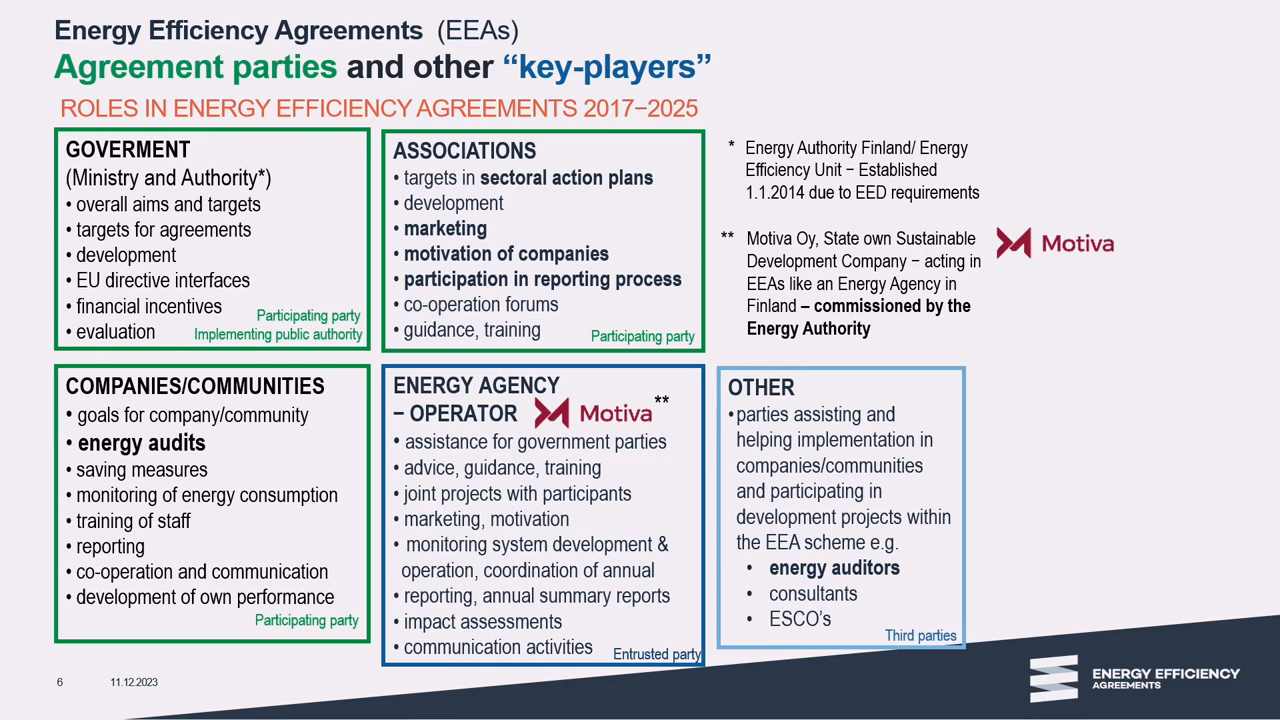 Energy Efficiency Agreements (EEAs)
Agreement parties and other “key-players”
ROLES IN ENERGY EFFICIENCY AGREEMENTS 2017−2025
GOVERMENT
(Ministry and Authority*)
• overall aims and targets
• targets for agreements
• development
• EU directive interfaces
• financial incentives
• evaluation
Participating party
Implementing public authority
ASSOCIATIONS
• targets in sectoral action plans
• development
• marketing
• motivation of companies
• participation in reporting process
• co-operation forums
• guidance, training
Participating party
* Energy Authority Finland/ Energy
Efficiency Unit − Established
1.1.2014 due to EED requirements
** Motiva Oy, State own Sustainable
Development Company − acting in
EEAs like an Energy Agency in
Finland – commissioned by the
Energy Authority
Motiva
COMPANIES/COMMUNITIES
• goals for company/community
• energy audits
• saving measures
• monitoring of energy consumption
• training of staff
• reporting
• co-operation and communication
• development of own performance
Participating party
ENERGY AGENCY
− OPERATOR Motiva**
• assistance for government parties
• advice, guidance, training
• joint projects with participants
• marketing, motivation
• monitoring system development &
operation, coordination of annual
• reporting, annual summary reports
• impact assessments
• communication activities
Entrusted party
OTHER
• parties assisting and
helping implementation in
companies/communities
and participating in
development projects within
the EEA scheme e.g.
• energy auditors
• consultants
• ESCO’s
Third parties
6 11.12.2023
ENERGY EFFICIENCY
AGREEMENTS